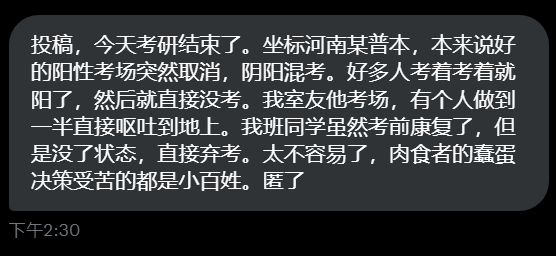 投稿，今天考研结束了。坐标河南某普本，本来说好
的阳性考场突然取消，阴阳混考。好多人考着考着就
阳了，然后就直接没考。我室友他考场，有个人做到
一半直接呕吐到地上。我班同学虽然考前康复了，但
是没了状态，直接弃考。太不容易了，肉食者的蠢蛋
决策受苦的都是小百姓。匿了
下午2:30